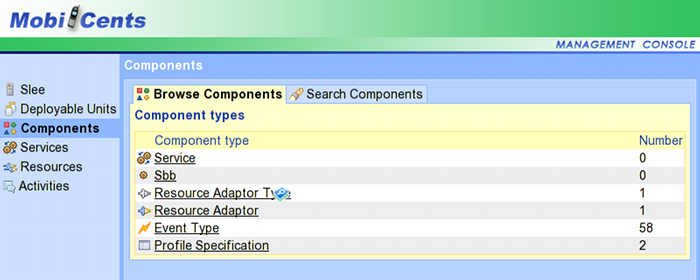 Mobi Cents
MANAGEMENT CONSOLE
Slee
Deployable Units
Components
Services
Resources
Activities
Components
Browse Components
Search Components
Component types
Component type Number
Service 0
Sbb 0
Resource Adaptor 1
Resource Adaptor 1
Event Type 58
Profile Specification 2